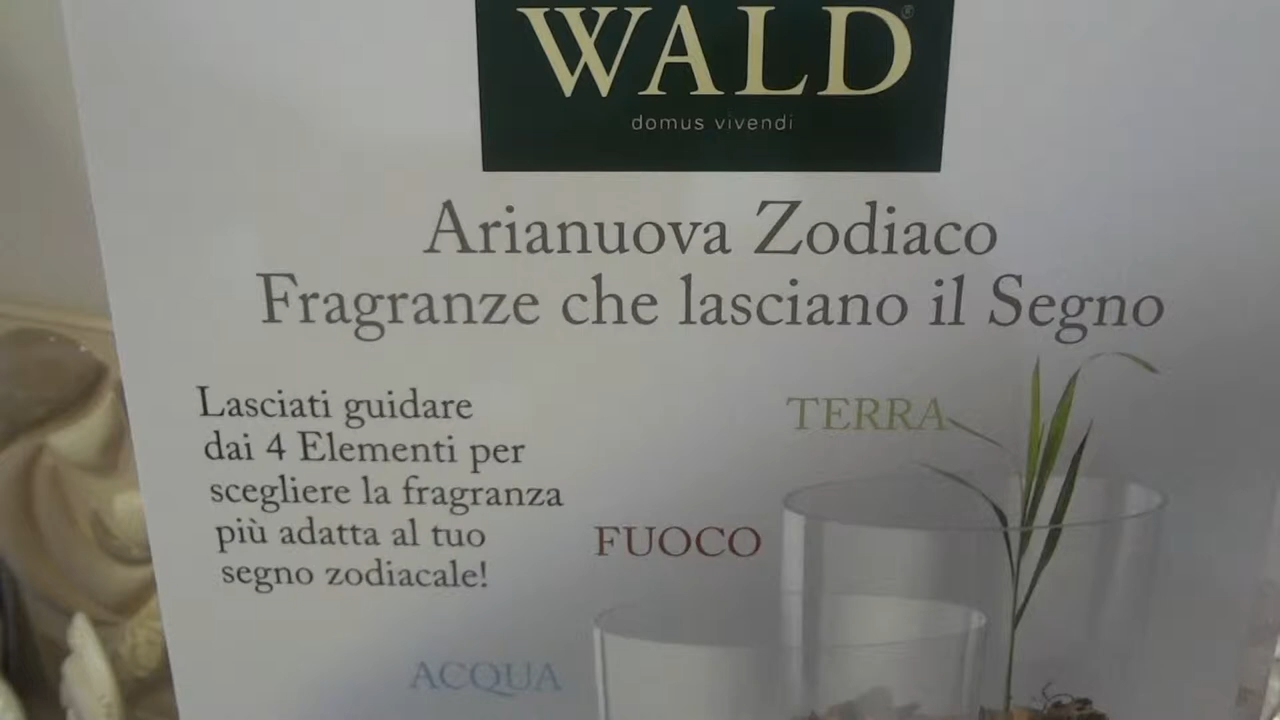 WALD®
domus vivendi
Arianuova Zodiaco
Fragranze che lasciano il Segno
Lasciati guidare
dai 4 Elementi per
scegliere la fragranza
più adatta al tuo
segno zodiacale!
TERRA
FUOCO
ACQUA